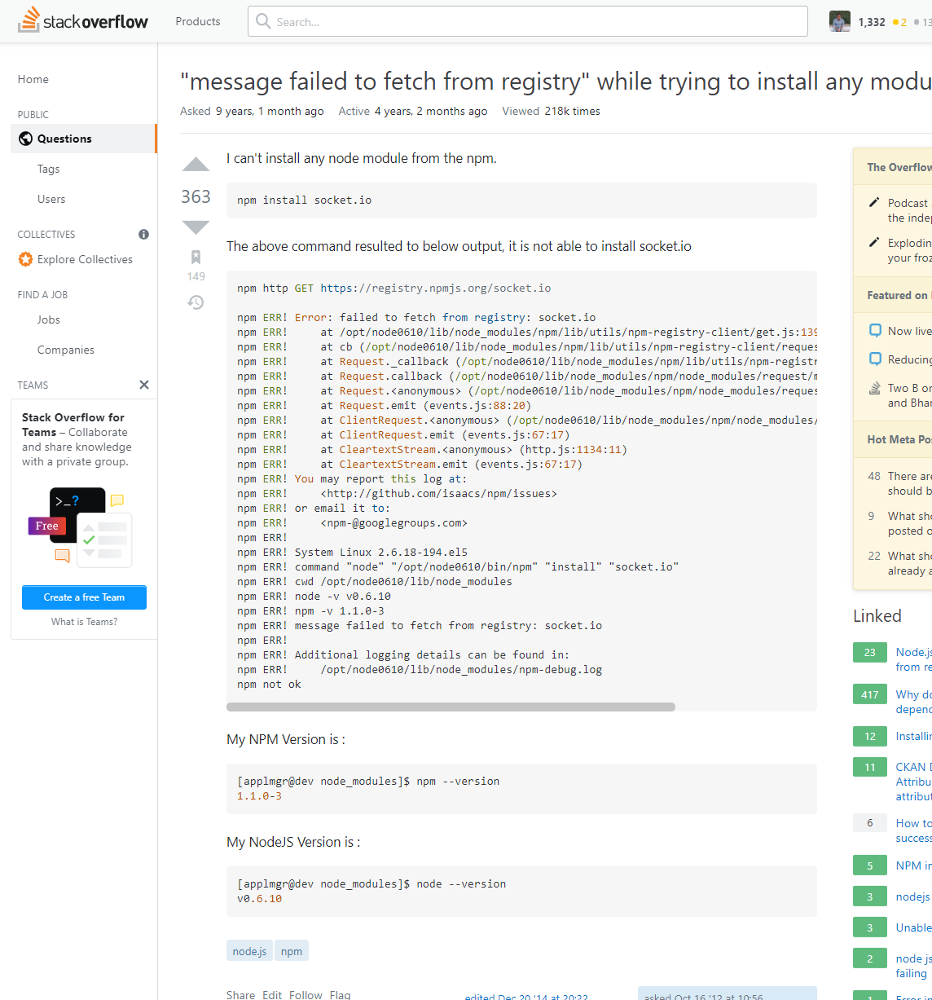 stackoverflow
Products
Search...
1,332
2
13
Home
PUBLIC
Questions
Tags
Users
COLLECTIVES
Explore Collectives
FIND A JOB
Jobs
Companies
TEAMS
Stack Overflow for
Teams – Collaborate
and share knowledge
with a private group.
>_?
Free
Create a free Team
What is Teams?
"message failed to fetch from registry" while trying to install any modu
Asked 9 years, 1 month ago Active 4 years, 2 months ago Viewed 218k times
363
149
I can't install any node module from the npm.
npm install socket.io
The above command resulted to below output, it is not able to install socket.io
npm http GET https://registry.npmjs.org/socket.io
npm ERR! Error: failed to fetch from registry: socket.io
npm ERR!     at /opt/node0610/lib/node_modules/npm/lib/utils/npm-registry-client/get.js:139
npm ERR!     at cb (/opt/node0610/lib/node_modules/npm/lib/utils/npm-registry-client/reques
npm ERR!     at Request._callback (/opt/node0610/lib/node_modules/npm/lib/utils/npm-registr
npm ERR!     at Request.callback (/opt/node0610/lib/node_modules/npm/node_modules/request/m
npm ERR!     at Request.<anonymous> (/opt/node0610/lib/node_modules/npm/node_modules/reques
npm ERR!     at Request.emit (events.js:88:20)
npm ERR!     at ClientRequest.<anonymous> (/opt/node0610/lib/node_modules/npm/node_modules/
npm ERR!     at ClientRequest.emit (events.js:67:17)
npm ERR!     at CleartextStream.<anonymous> (http.js:1134:11)
npm ERR!     at CleartextStream.emit (events.js:67:17)
npm ERR! You may report this log at:
npm ERR!     <http://github.com/isaacs/npm/issues>
npm ERR! or email it to:
npm ERR!     <npm-@googlegroups.com>
npm ERR!
npm ERR! System Linux 2.6.18-194.el5
npm ERR! command "node" "/opt/node0610/bin/npm" "install" "socket.io"
npm ERR! cwd /opt/node0610/lib/node_modules
npm ERR! node -v v0.6.10
npm ERR! npm -v 1.1.0-3
npm ERR! message failed to fetch from registry: socket.io
npm ERR!
npm ERR! Additional logging details can be found in:
npm ERR!     /opt/node0610/lib/node_modules/npm-debug.log
npm not ok
My NPM Version is :
[applmgr@dev node_modules]$ npm --version
1.1.0-3
My NodeJS Version is :
[applmgr@dev node_modules]$ node --version
v0.6.10
node.js npm
Share Edit Follow Flag
edited Dec 20 '14 at 20:22
asked Oct 16 '12 at 10:56
The Overflow
Podcast
the indep
Explodin
your froz
Featured on
Now live
Reducing
Two B or
and Bhar
Hot Meta Po
48 There are
should b
9 What sho
posted o
22 What sho
already a
Linked
23 Node.js
from re
417 Why do
depend
12 Installin
11 CKAN
Attribu
attribut
6 How to
success
5 NPM in
3 nodejs
3 Unable
2 node js
failing
1 Error in